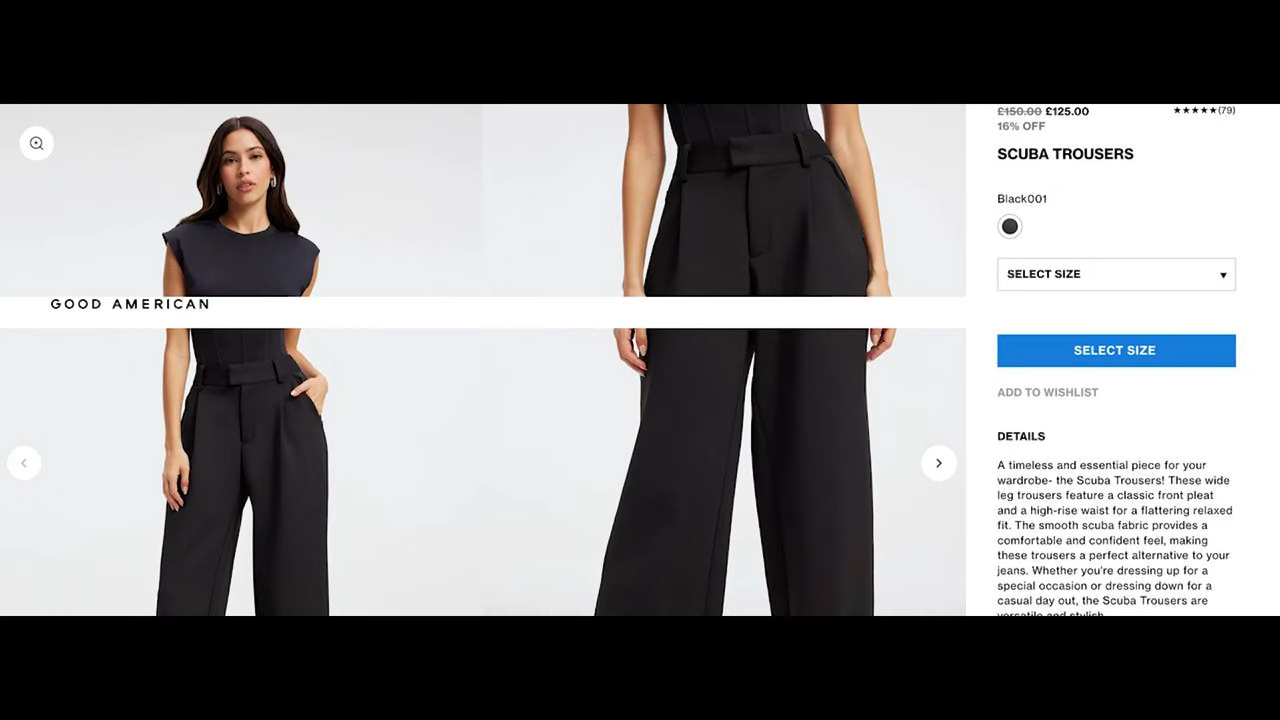 £150.00 £125.00
★★★★★(79)
16% OFF
SCUBA TROUSERS
Black001
SELECT SIZE
GOOD AMERICAN
SELECT SIZE
ADD TO WISHLIST
DETAILS
A timeless and essential piece for your
wardrobe- the Scuba Trousers! These wide
leg trousers feature a classic front pleat
and a high-rise waist for a flattering relaxed
fit. The smooth scuba fabric provides a
comfortable and confident feel, making
these trousers a perfect alternative to your
jeans. Whether you're dressing up for a
special occasion or dressing down for a
casual day out, the Scuba Trousers are
versatile and stylish